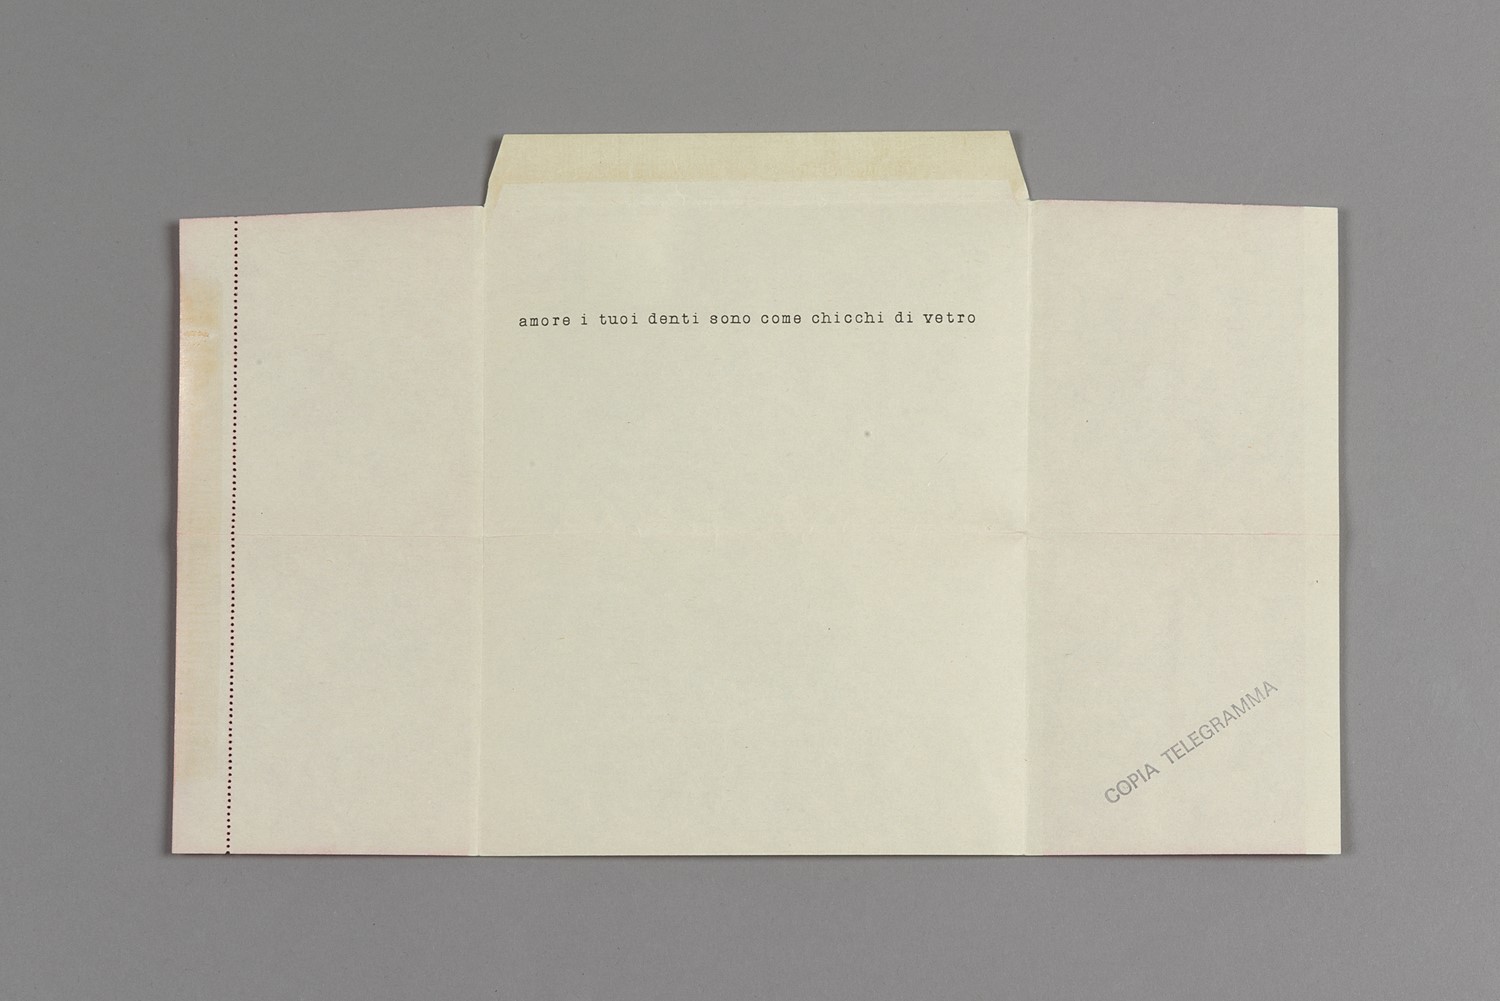 amore i tuoi denti sono come chicchi di vetro
COPIA TELEGRAMMA